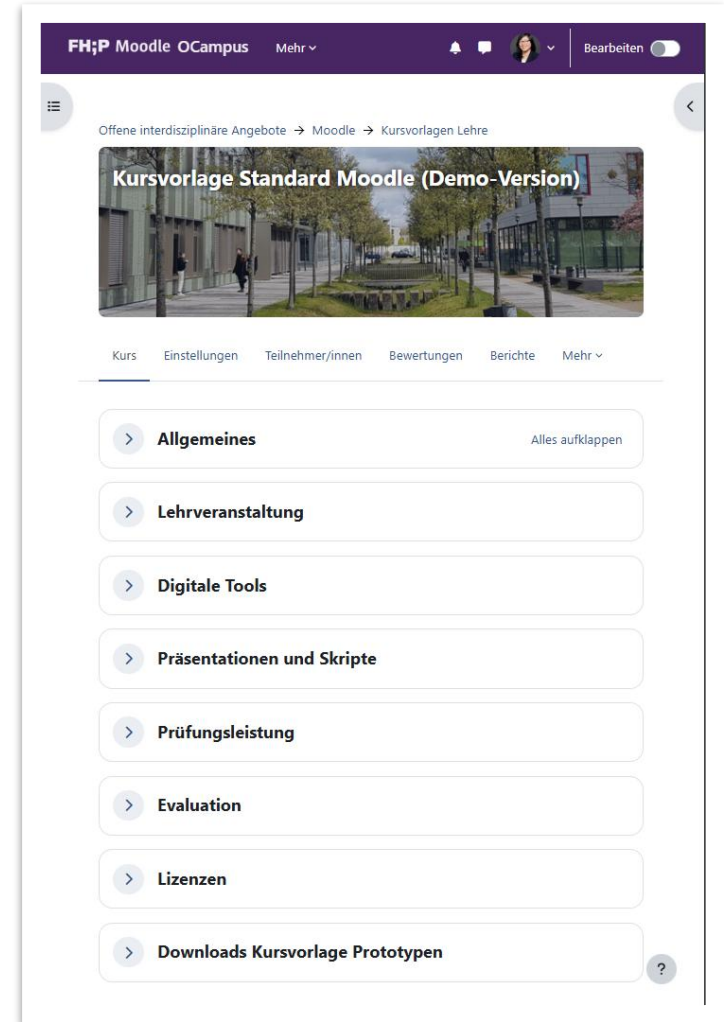 FH;P Moodle OCampus Mehr Bearbeiten
Offene interdisziplinäre Angebote → Moodle → Kursvorlagen Lehre
Kursvorlage Standard Moodle (Demo-Version)
Kurs Einstellungen Teilnehmer/innen Bewertungen Berichte Mehr
Allgemeines Alles aufklappen
Lehrveranstaltung
Digitale Tools
Präsentationen und Skripte
Prüfungsleistung
Evaluation
Lizenzen
Downloads Kursvorlage Prototypen
?